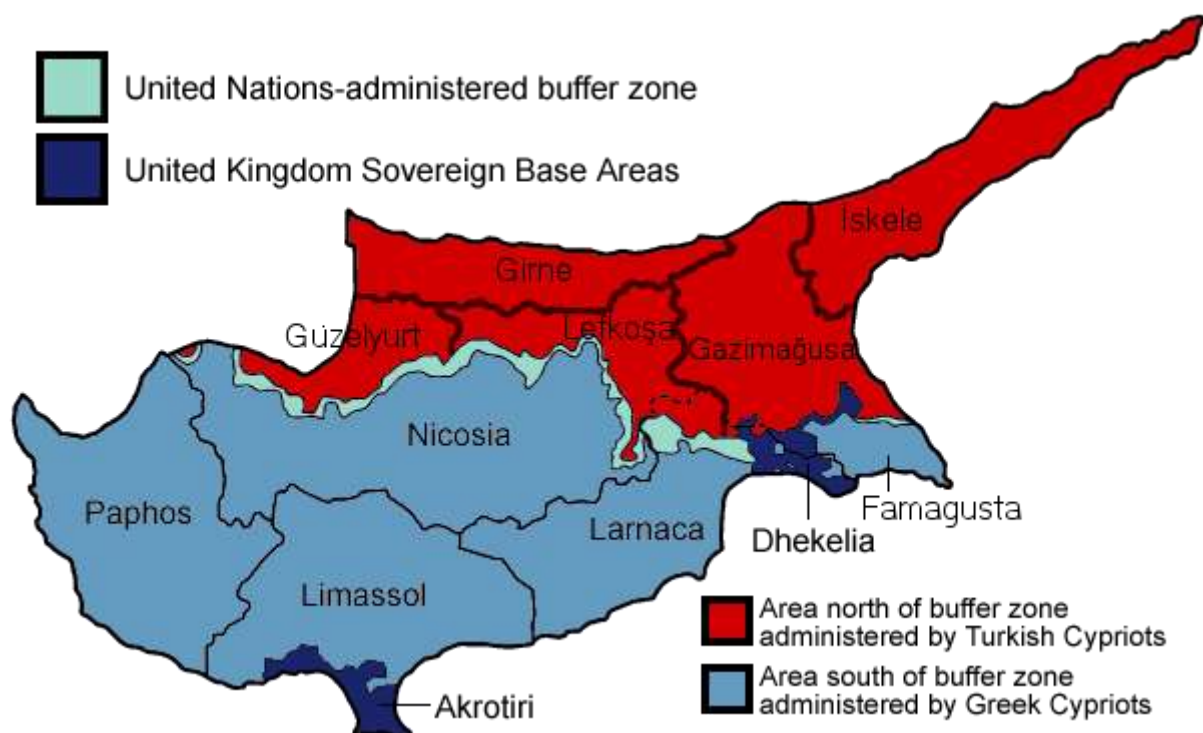 United Nations-administered buffer zone
United Kingdom Sovereign Base Areas
İskele
Girne
Güzelyurt
Lefkoşa
Gazimağusa
Nicosia
Paphos
Famagusta
Larnaca
Dhekelia
Limassol
Area north of buffer zone
administered by Turkish Cypriots
Area south of buffer zone
administered by Greek Cypriots
Akrotiri